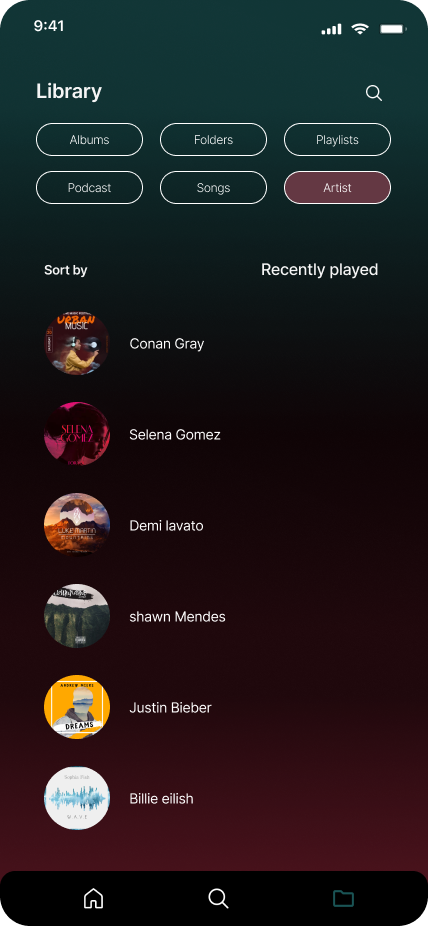 9:41
Library
Albums
Folders
Playlists
Podcast
Songs
Artist
Sort by
Recently played
URBAN
MUSIC
Conan Gray
SELENA
GOMEZ
Selena Gomez
Demi lavato
shawn Mendes
ANDREW
DREAMS
Justin Bieber
WAVE
Billie eilish